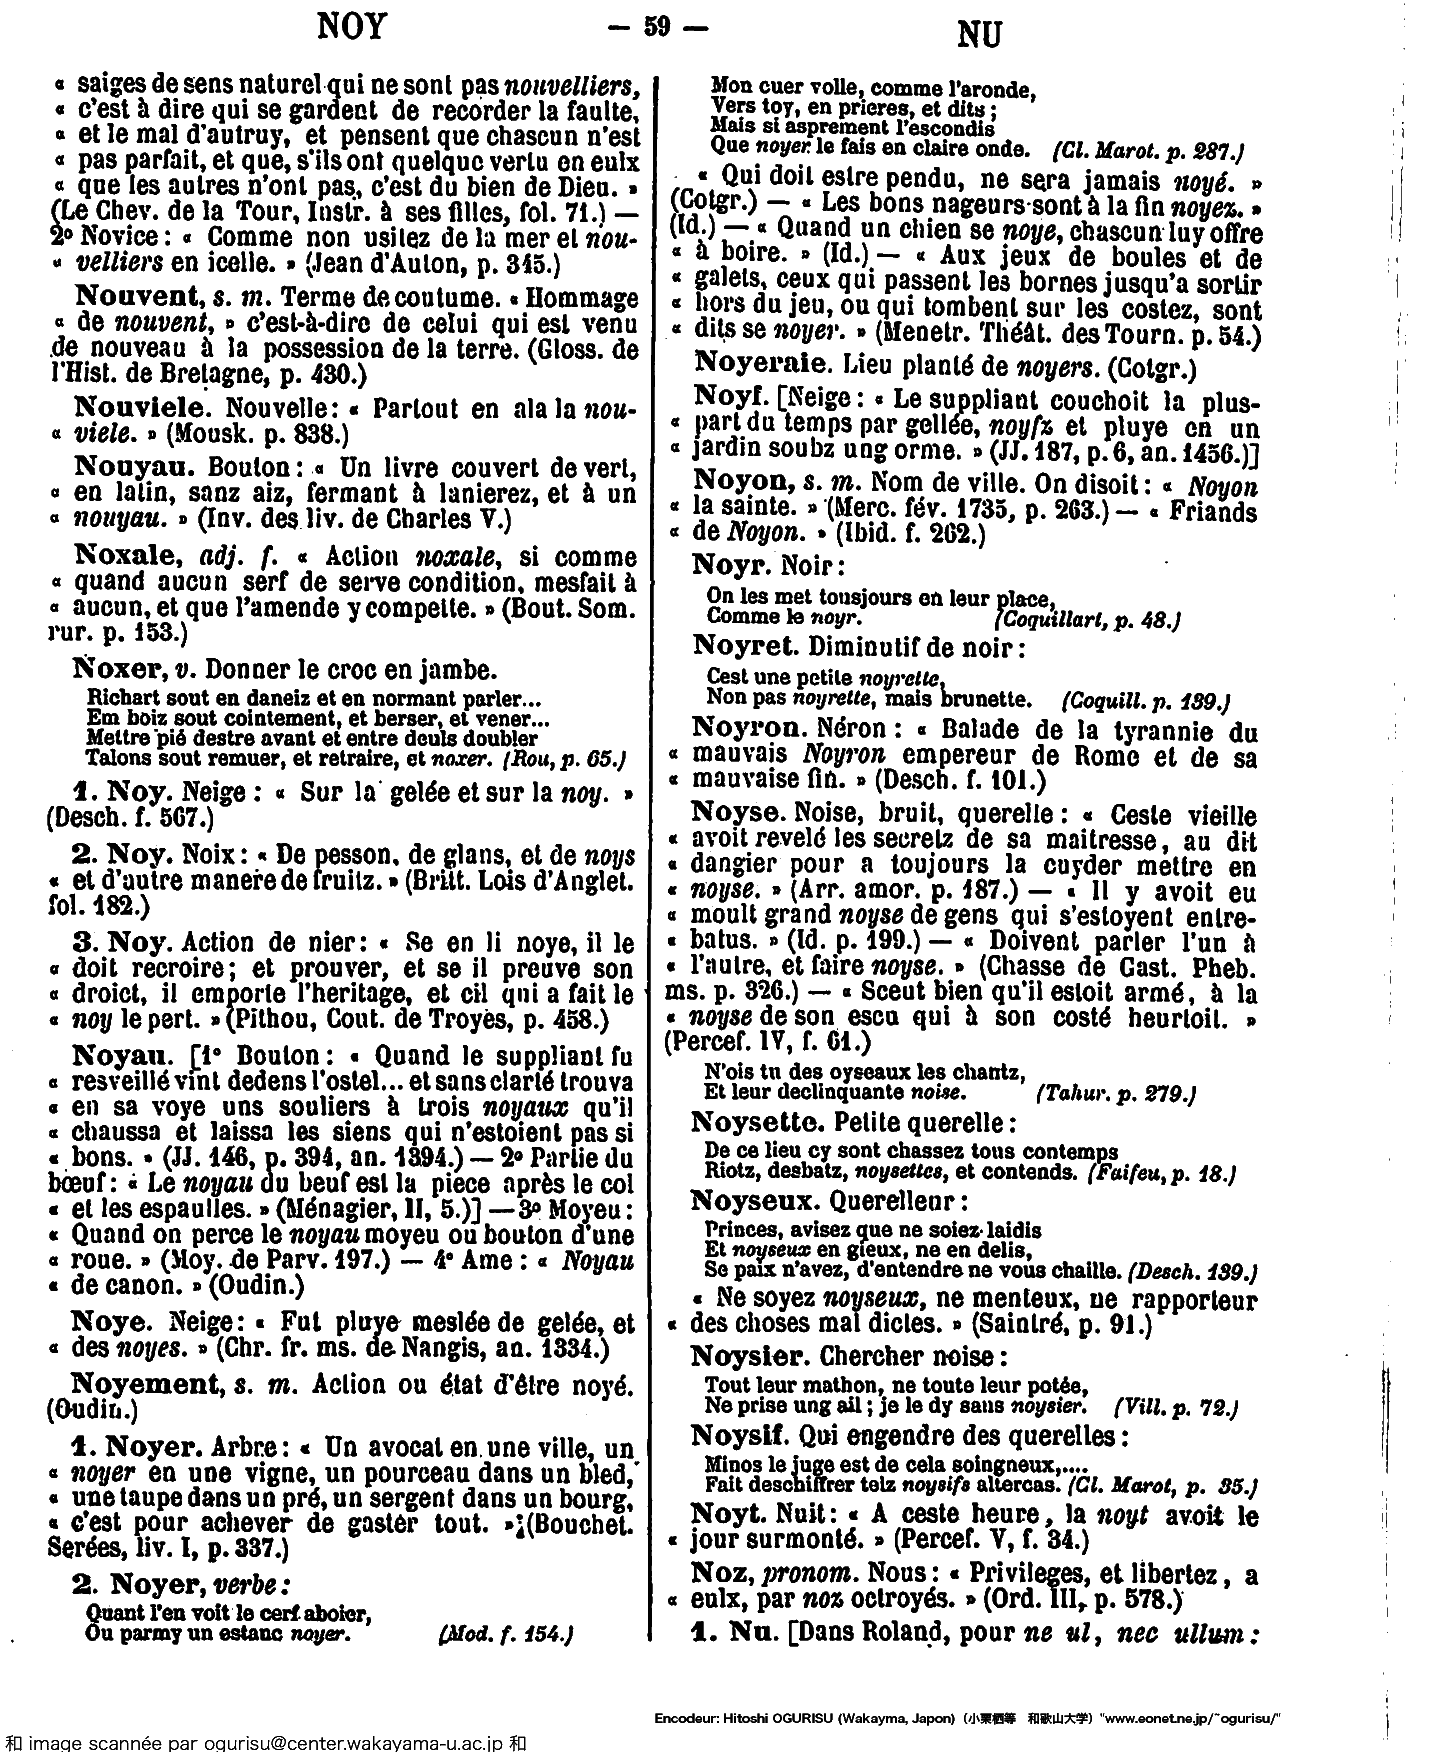 NOY — 59 — NU
« saiges de sens naturel qui ne sont pas nouvelliers,
« c'est à dire qui se gardent de recorder la faulte,
« et le mal d'autruy, et pensent que chascun n'est
« pas parfait, et que, s'ils ont quelque vertu en eulx
« que les autres n'ont pas, c'est du bien de Dieu. »
(Le Chev. de la Tour, Instr. à ses filles, fol. 71.) —
2º Novice : « Comme non usitez de la mer et nou-
« velliers en icelle. » (Jean d'Auton, p. 345.)
Nouvent, s. m. Terme de coutume. « Hommage
« de nouvent, » c'est-à-dire de celui qui est venu
de nouveau à la possession de la terre. (Gloss. de
l'Hist. de Bretagne, p. 430.)
Nouviele. Nouvelle : « Partout en ala la nou-
« viele. » (Mousk. p. 838.)
Nouyau. Bouton : « Un livre couvert de vert,
« en latin, sanz aiz, fermant à lanierez, et à un
« nouyau. » (Inv. des liv. de Charles V.)
Noxale, adj. f. « Action noxale, si comme
« quand aucun serf de serve condition, mesfait à
« aucun, et que l'amende y compette. » (Bout. Som.
rur. p. 153.)
Noxer, v. Donner le croc en jambe.
Richart sout en daneiz et en normant parler...
Em boiz sout cointement, et berser, et vener...
Mettre pié destre avant et entre deuls doubler
Talons sout remuer, et retraire, et noxer. (Rou, p. 65.)
1. Noy. Neige : « Sur la gelée et sur la noy. »
(Desch. f. 567.)
2. Noy. Noix : « De pesson, de glans, et de noys
« et d'autre manere de fruitz. » (Britt. Lois d'Anglet.
fol. 182.)
3. Noy. Action de nier : « Se en li noye, il le
« doit recroire ; et prouver, et se il preuve son
« droict, il emporte l'heritage, et cil qui a fait le
« noy le pert. » (Pithou, Cout. de Troyes, p. 458.)
Noyau. [1º Bouton : « Quand le suppliant fu
« resveillé vint dedens l'ostel... et sans clarté trouva
« en sa voye uns souliers à trois noyaux qu'il
« chaussa et laissa les siens qui n'estoient pas si
« bons. » (JJ. 146, p. 394, an. 1394.) — 2º Partie du
bœuf : « Le noyau du beuf est la piece après le col
« et les espaulles. » (Ménagier, II, 5.)] — 3º Moyeu :
« Quand on perce le noyau moyeu ou bouton d'une
« roue. » (Moy. de Parv. 197.) — 4º Ame : « Noyau
« de canon. » (Oudin.)
Noye. Neige : « Fut pluye meslée de gelée, et
« des noyes. » (Chr. fr. ms. de Nangis, an. 1334.)
Noyement, s. m. Action ou état d'être noyé.
(Oudin.)
1. Noyer. Arbre : « Un avocat en une ville, un
« noyer en une vigne, un pourceau dans un bled,
« une taupe dans un pré, un sergent dans un bourg,
« c'est pour achever de gaster tout. » (Bouchet.
Serées, liv. I, p. 337.)
2. Noyer, verbe :
Quant l'en voit le cerf aboier,
Ou parmy un estanc noyer. (Mod. f. 154.)
Mon cuer volle, comme l'aronde,
Vers toy, en prieres, et dits ;
Mais si asprement l'escondis
Que noyer le fais en claire onde. (Cl. Marot. p. 287.)
« Qui doit estre pendu, ne sera jamais noyé. »
(Cotgr.) — « Les bons nageurs sont à la fin noyez. »
(Id.) — « Quand un chien se noye, chascun luy offre
« à boire. » (Id.) — « Aux jeux de boules et de
« galets, ceux qui passent les bornes jusqu'a sortir
« hors du jeu, ou qui tombent sur les costez, sont
« dits se noyer. » (Menetr. Théât. des Tourn. p. 54.)
Noyeraie. Lieu planté de noyers. (Cotgr.)
Noyf. [Neige : « Le suppliant couchoit la plus-
« part du temps par gellée, noyfz et pluye en un
« jardin soubz ung orme. » (JJ. 187, p. 6, an. 1456.)]
Noyon, s. m. Nom de ville. On disoit : « Noyon
« la sainte. » (Merc. fév. 1735, p. 263.) — « Friands
« de Noyon. » (Ibid. f. 262.)
Noyr. Noir :
On les met tousjours en leur place,
Comme le noyr. (Coquillart, p. 48.)
Noyret. Diminutif de noir :
Cest une petite noyrette,
Non pas noyrette, mais brunette. (Coquill. p. 139.)
Noyron. Néron : « Balade de la tyrannie du
« mauvais Noyron empereur de Rome et de sa
« mauvaise fin. » (Desch. f. 101.)
Noyse. Noise, bruit, querelle : « Ceste vieille
« avoit revelé les secretz de sa maitresse, au dit
« dangier pour a toujours la cuyder mettre en
« noyse. » (Arr. amor. p. 187.) — « Il y avoit eu
« moult grand noyse de gens qui s'estoyent entre-
« batus. » (Id. p. 199.) — « Doivent parler l'un à
« l'autre, et faire noyse. » (Chasse de Gast. Pheb.
ms. p. 326.) — « Sceut bien qu'il estoit armé, à la
« noyse de son escu qui à son costé heurtoit. »
(Percef. IV, f. 61.)
N'ois tu des oyseaux les chantz,
Et leur declinquante noise. (Tahur. p. 279.)
Noysette. Petite querelle :
De ce lieu cy sont chassez tous contemps
Riotz, desbatz, noysettes, et contends. (Faifeu, p. 18.)
Noyseux. Querelleur :
Princes, avisez que ne soiez laidis
Et noyseux en gieux, ne en delis,
Se paix n'avez, d'entendre ne vous chaille. (Desch. 139.)
« Ne soyez noyseux, ne menteux, ne rapporteur
« des choses mal dictes. » (Saintré, p. 91.)
Noysier. Chercher noise :
Tout leur mathon, ne toute leur potée,
Ne prise ung ail ; je le dy sans noysier. (Vill. p. 72.)
Noysif. Qui engendre des querelles :
Minos le juge est de cela soingneux,....
Fait deschiffrer telz noysifs altercas. (Cl. Marot, p. 35.)
Noyt. Nuit : « A ceste heure, la noyt avoit le
« jour surmonté. » (Percef. V, f. 34.)
Noz, pronom. Nous : « Privileges, et libertez, a
« eulx, par noz octroyés. » (Ord. III, p. 578.)
1. Nu. [Dans Roland, pour ne ul, nec ullum :
Encodeur: Hitoshi OGURISU (Wakayma, Japon) (小栗栖等 和歌山大学) "www.eonet.ne.jp/~ogurisu/"
和 image scannée par ogurisu@center.wakayama-u.ac.jp 和